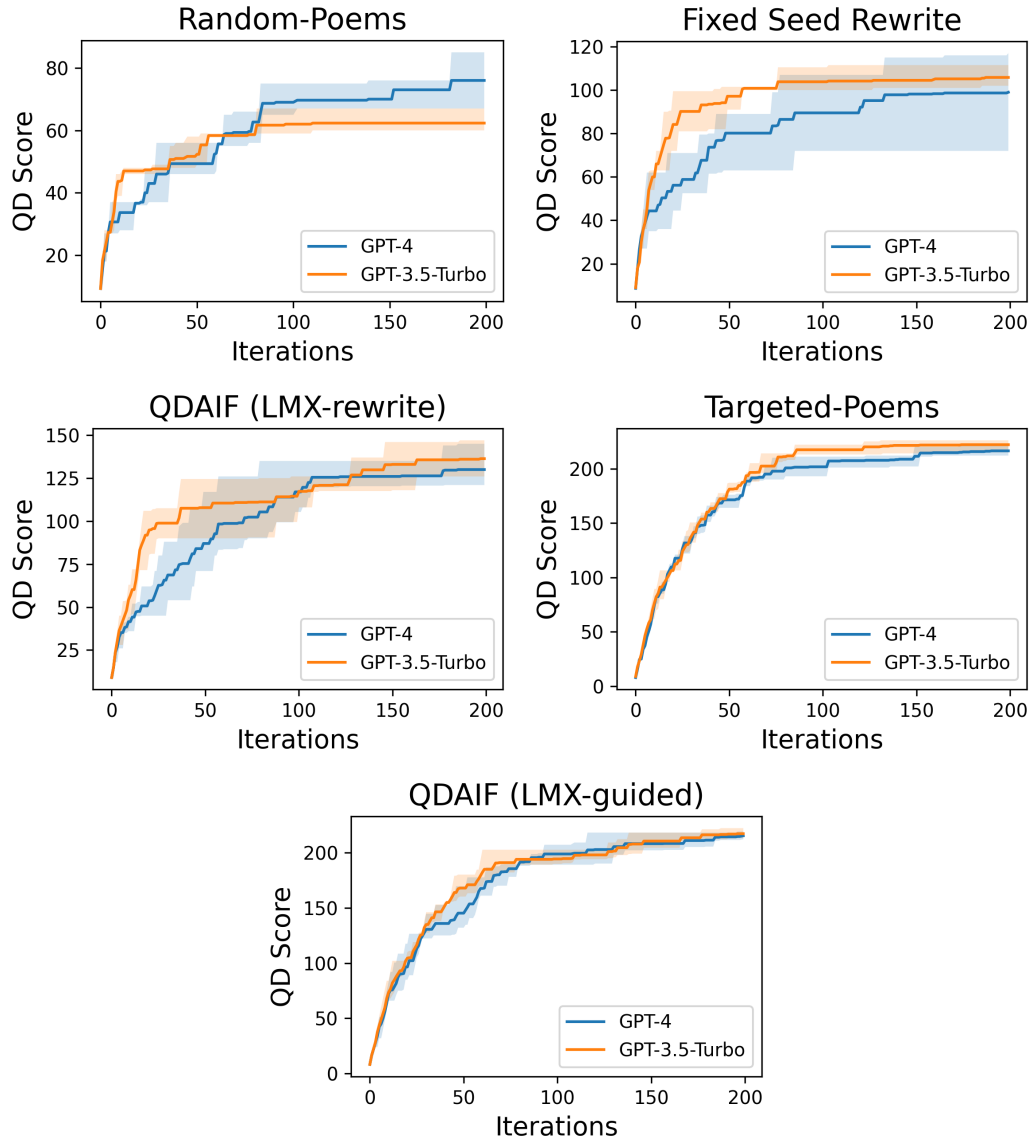 Random-Poems
80
60
40
20
QD Score
GPT-4
GPT-3.5-Turbo
0 50 100 150 200
Iterations
Fixed Seed Rewrite
120
100
80
60
40
20
QD Score
GPT-4
GPT-3.5-Turbo
0 50 100 150 200
Iterations
QDAIF (LMX-rewrite)
150
125
100
75
50
25
QD Score
GPT-4
GPT-3.5-Turbo
0 50 100 150 200
Iterations
Targeted-Poems
200
150
100
50
0
QD Score
GPT-4
GPT-3.5-Turbo
0 50 100 150 200
Iterations
QDAIF (LMX-guided)
200
150
100
50
0
QD Score
GPT-4
GPT-3.5-Turbo
0 50 100 150 200
Iterations